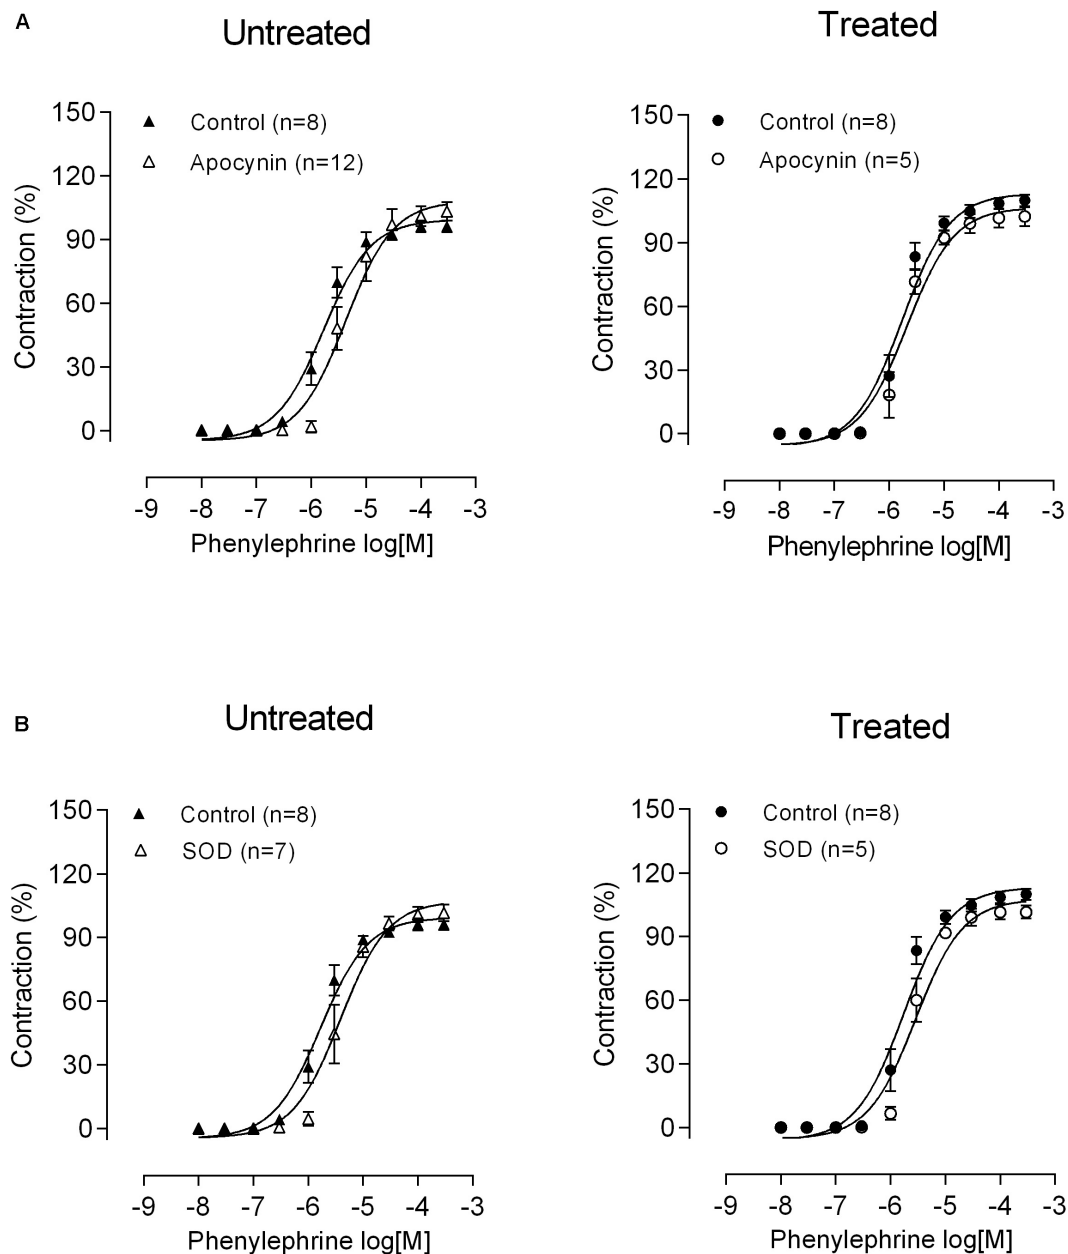 A
Untreated
Treated
150
120
90
60
30
0
Contraction (%)
Control (n=8)
Apocynin (n=12)
-9 -8 -7 -6 -5 -4 -3
Phenylephrine log[M]
150
120
90
60
30
0
Contraction (%)
Control (n=8)
Apocynin (n=5)
-9 -8 -7 -6 -5 -4 -3
Phenylephrine log[M]
B
Untreated
Treated
150
120
90
60
30
0
Contraction (%)
Control (n=8)
SOD (n=7)
-9 -8 -7 -6 -5 -4 -3
Phenylephrine log[M]
150
120
90
60
30
0
Contraction (%)
Control (n=8)
SOD (n=5)
-9 -8 -7 -6 -5 -4 -3
Phenylephrine log[M]